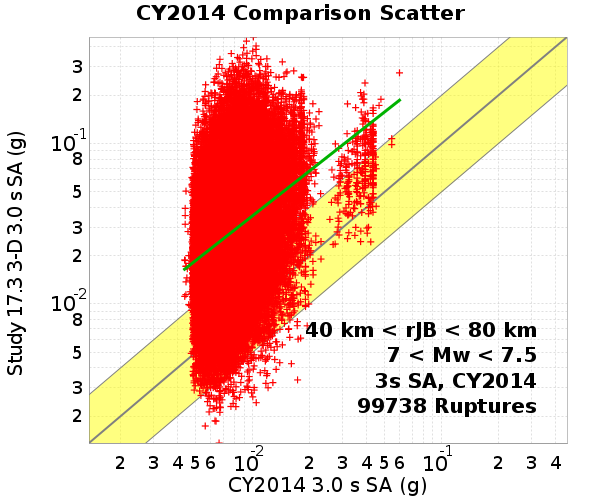 CY2014 Comparison Scatter
Study 17.3 3-D 3.0 s SA (g)
3
2
10^-1
8
5
3
2
10^-2
8
5
3
2
40 km < rJB < 80 km
7 < Mw < 7.5
3s SA, CY2014
99738 Ruptures
2 3 4 5 6 10^-2 2 3 4 5 6 10^-1 2 3 4
CY2014 3.0 s SA (g)